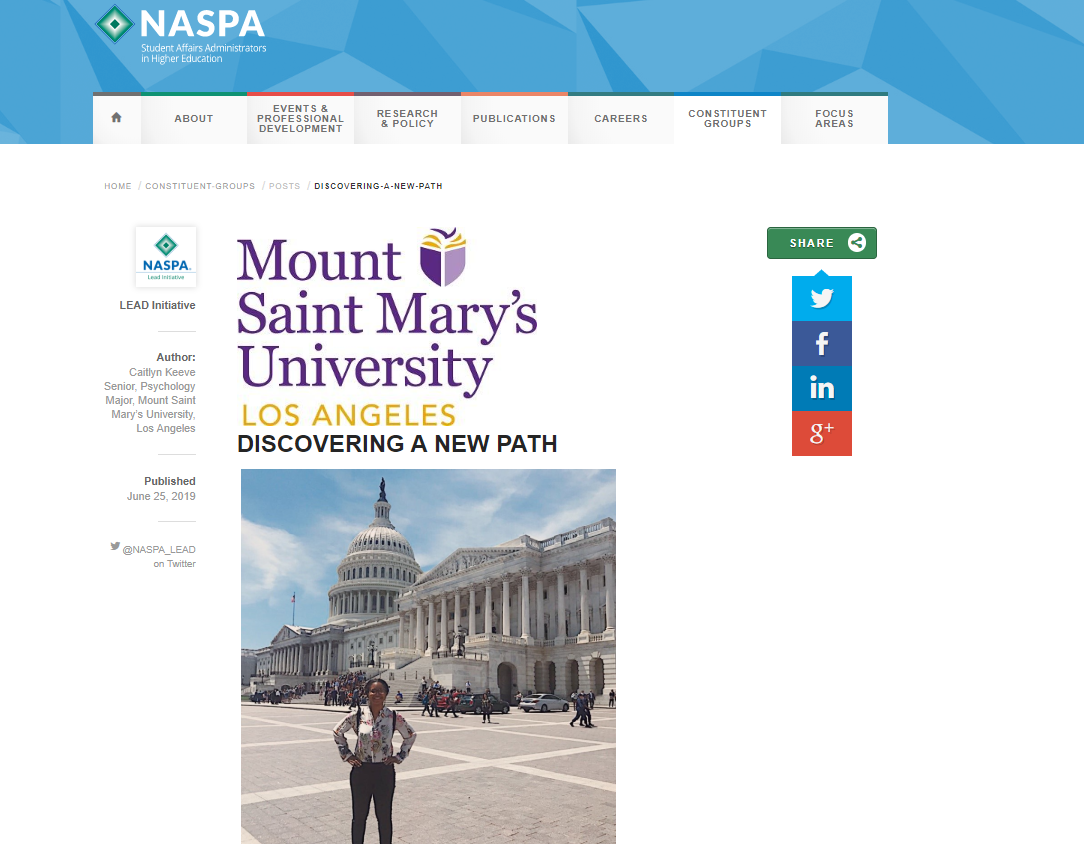 NASPA
Student Affairs Administrators
in Higher Education
ABOUT
EVENTS &
PROFESSIONAL
DEVELOPMENT
RESEARCH
& POLICY
PUBLICATIONS
CAREERS
CONSTITUENT
GROUPS
FOCUS
AREAS
HOME / CONSTITUENT-GROUPS / POSTS / DISCOVERING-A-NEW-PATH
NASPA.
Lead Initiative
LEAD Initiative
Author:
Caitlyn Keeve
Senior, Psychology
Major, Mount Saint
Mary's University,
Los Angeles
Published
June 25, 2019
@NASPA_LEAD
on Twitter
Mount
Saint Mary's
University
LOS ANGELES
DISCOVERING A NEW PATH
SHARE
f
in
g+